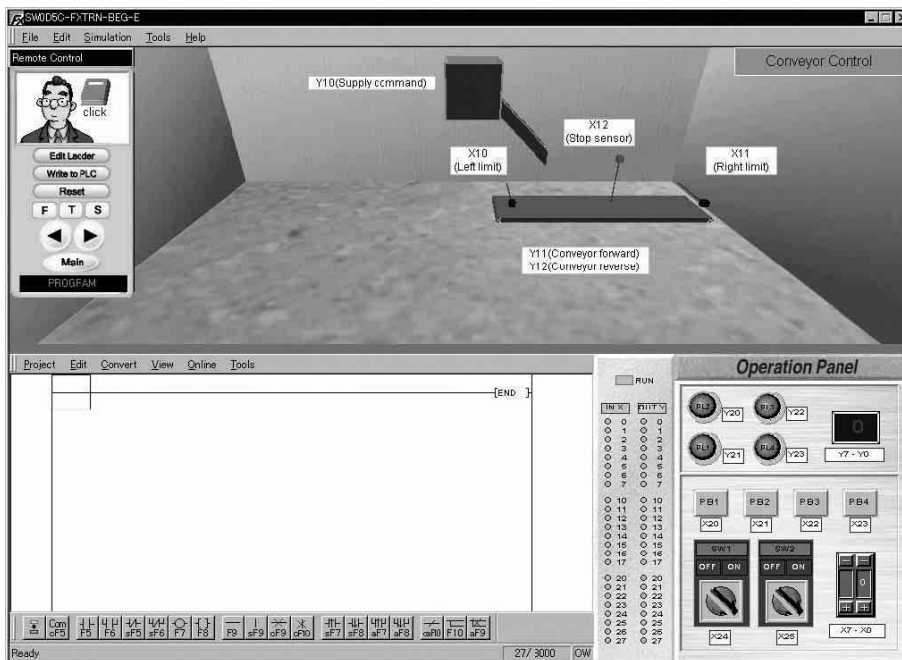 SW0D5C-FXTRN-BEG-E
File Edit Simulation Tools Help
Remote Control
click
Edit Ladder
Write to PLC
Reset
F T S
Main
PROGRAM
Conveyor Control
Y10(Supply command)
X12
(Stop sensor)
X10
(Left limit)
X11
(Right limit)
Y11(Conveyor forward)
Y12(Conveyor reverse)
Project Edit Convert View Online Tools
[END ]
RUN
IN X OUT Y
0 0
1 1
2 2
3 3
4 4
5 5
6 6
7 7
10 10
11 11
12 12
13 13
14 14
15 15
16 16
17 17
20 20
21 21
22 22
23 23
24 24
25 25
26 26
27 27
Operation Panel
PL2 Y20 PL3 Y22
0
PL1 Y21 PL4 Y23
Y7 - Y0
PB1 PB2 PB3 PB4
X20 X21 X22 X23
SW1 SW2
OFF ON OFF ON
0
X24
X7 - X0
Com
F5 F6 sF5 sF6 F7 F8 F9 sF9 cF9 cF10 sF7 sF8 aF7 aF8 caF10 F10 aF9
Ready 27/ 3000 OW